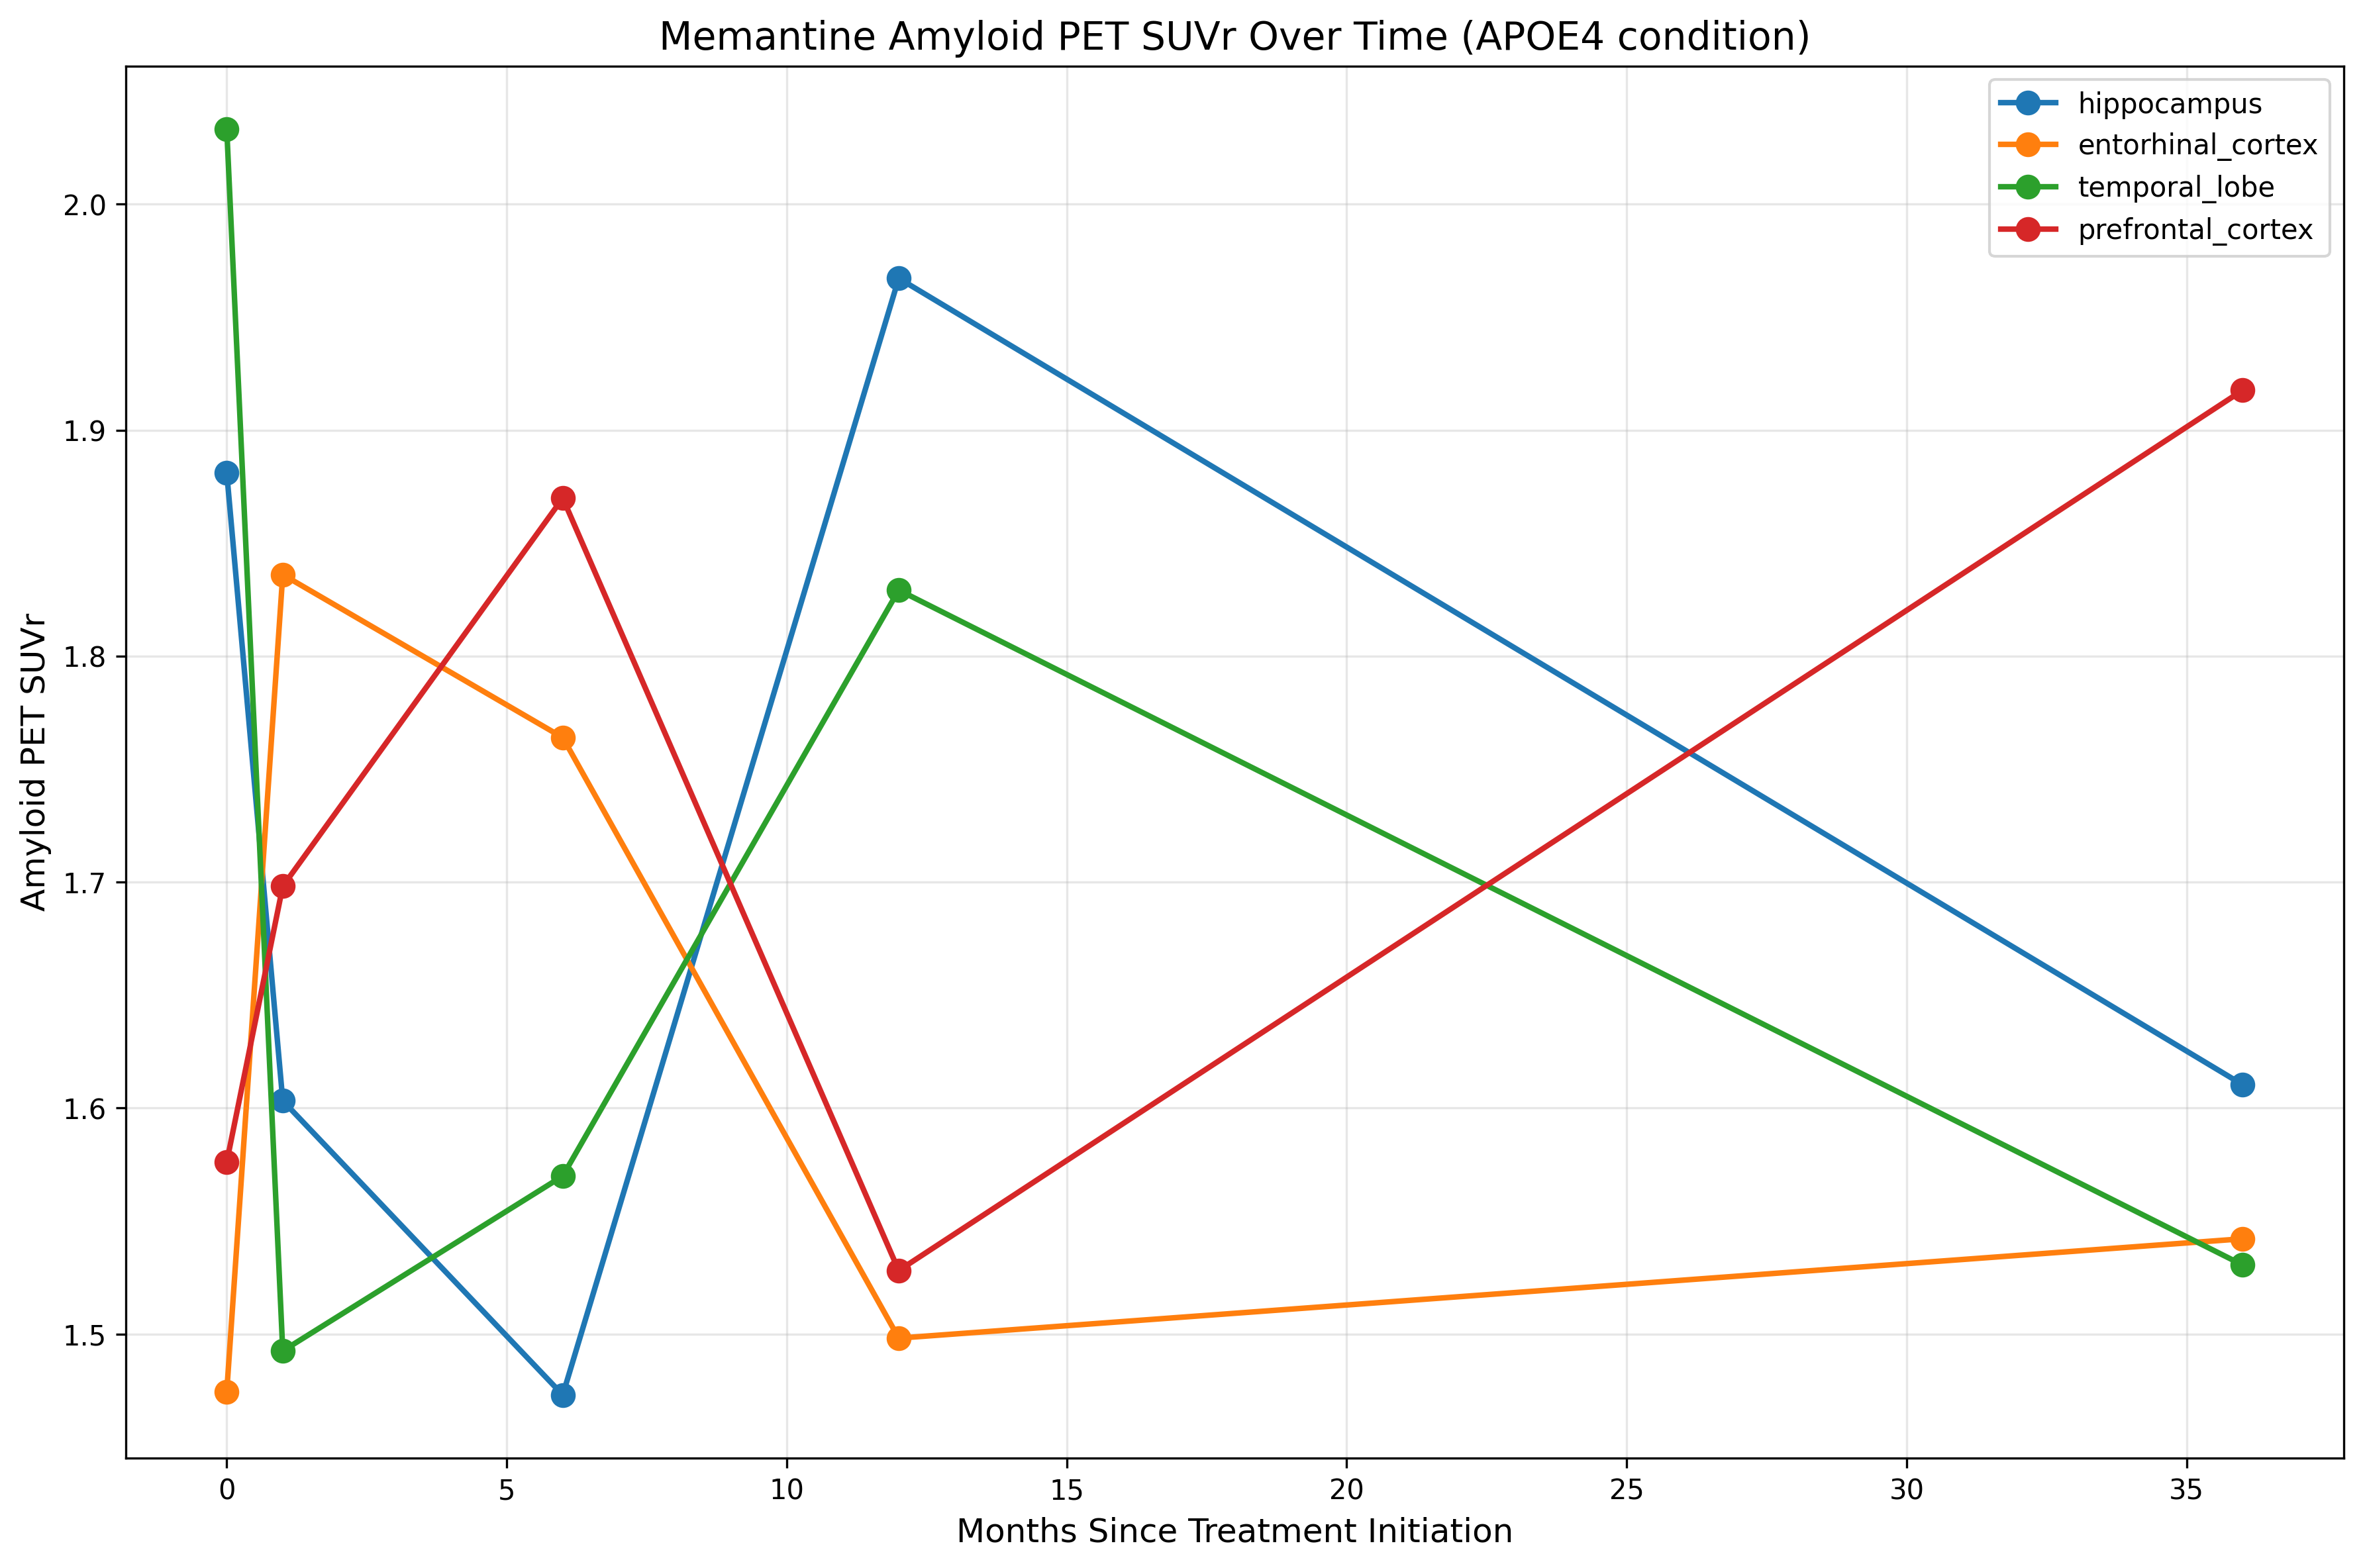 Memantine Amyloid PET SUVr Over Time (APOE4 condition)
hippocampus
entorhinal_cortex
temporal_lobe
prefrontal_cortex
Amyloid PET SUVr
2.0
1.9
1.8
1.7
1.6
1.5
0 5 10 15 20 25 30 35
Months Since Treatment Initiation